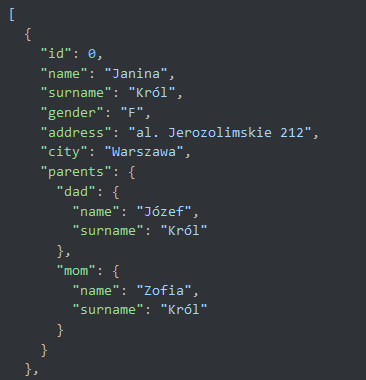 [
  {
    "id": 0,
    "name": "Janina",
    "surname": "Król",
    "gender": "F",
    "address": "al. Jerozolimskie 212",
    "city": "Warszawa",
    "parents": {
      "dad": {
        "name": "Józef",
        "surname": "Król"
      },
      "mom": {
        "name": "Zofia",
        "surname": "Król"
      }
    }
  },